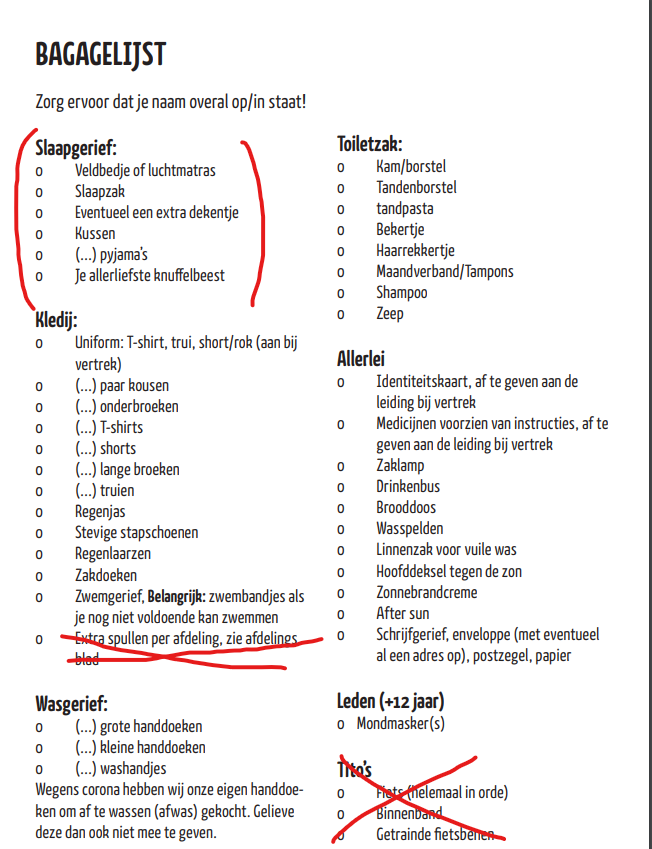 BAGAGELIJST
Zorg ervoor dat je naam overal op/in staat!
Slaapgerief:
o Veldbedje of luchtmatras
o Slaapzak
o Eventueel een extra dekentje
o Kussen
o (...) pyjama's
o Je allerliefste knuffelbeest
Kledij:
o Uniform: T-shirt, trui, short/rok (aan bij
vertrek)
o (...) paar kousen
o (...) onderbroeken
o (...) T-shirts
o (...) shorts
o (...) lange broeken
o (...) truien
o Regenjas
o Stevige stapschoenen
o Regenlaarzen
o Zakdoeken
o Zwemgerief, Belangrijk: zwembandjes als
je nog niet voldoende kan zwemmen
o Extra spullen per afdeling, zie afdelings
blad
Wasgerief:
o (...) grote handdoeken
o (...) kleine handdoeken
o (...) washandjes
Wegens corona hebben wij onze eigen handdoe-
ken om af te wassen (afwas) gekocht. Gelieve
deze dan ook niet mee te geven.
Toiletzak:
o Kam/borstel
o Tandenborstel
o tandpasta
o Bekertje
o Haarrekkertje
o Maandverband/Tampons
o Shampoo
o Zeep
Allerlei
o Identiteitskaart, af te geven aan de
leiding bij vertrek
o Medicijnen voorzien van instructies, af te
geven aan de leiding bij vertrek
o Zaklamp
o Drinkenbus
o Brooddoos
o Wasspelden
o Linnenzak voor vuile was
o Hoofddeksel tegen de zon
o Zonnebrandcreme
o After sun
o Schrijfgerief, enveloppe (met eventueel
al een adres op), postzegel, papier
Leden (+12 jaar)
o Mondmasker(s)
Tito's
o Fiets (helemaal in orde)
o Binnenband
o Getrainde fietsbenen